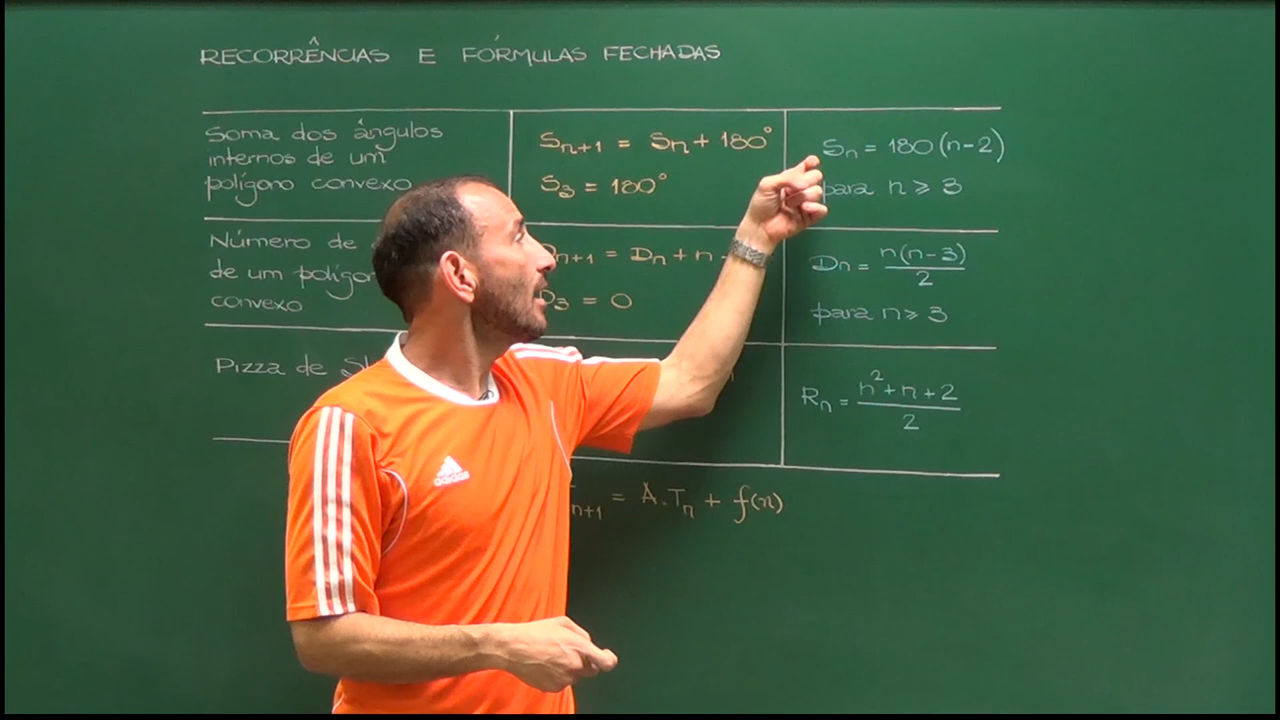 RECORRÊNCIAS E FÓRMULAS FECHADAS
Soma dos ângulos
internos de um
polígono convexo
Sₙ₊₁ = Sₙ + 180°
S₃ = 180°
Sₙ = 180(n-2)
para n ⩾ 3
Número de
de um polígo
convexo
ₙ₊₁ = Dₙ + n -
D₃ = 0
Dₙ = n(n-3)/2
para n ⩾ 3
Pizza de
Rₙ = n²+n+2/2
ₙ₊₁ = A.Tₙ + f(n)
adidas